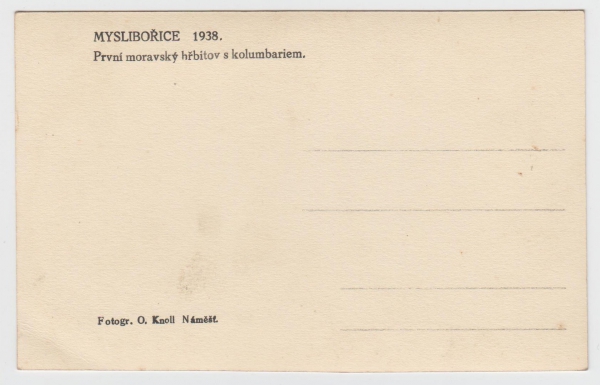 MYSLIBOŘICE 1938.
První moravský hřbitov s kolumbariem.
Fotogr. O. Knoll Náměšť.